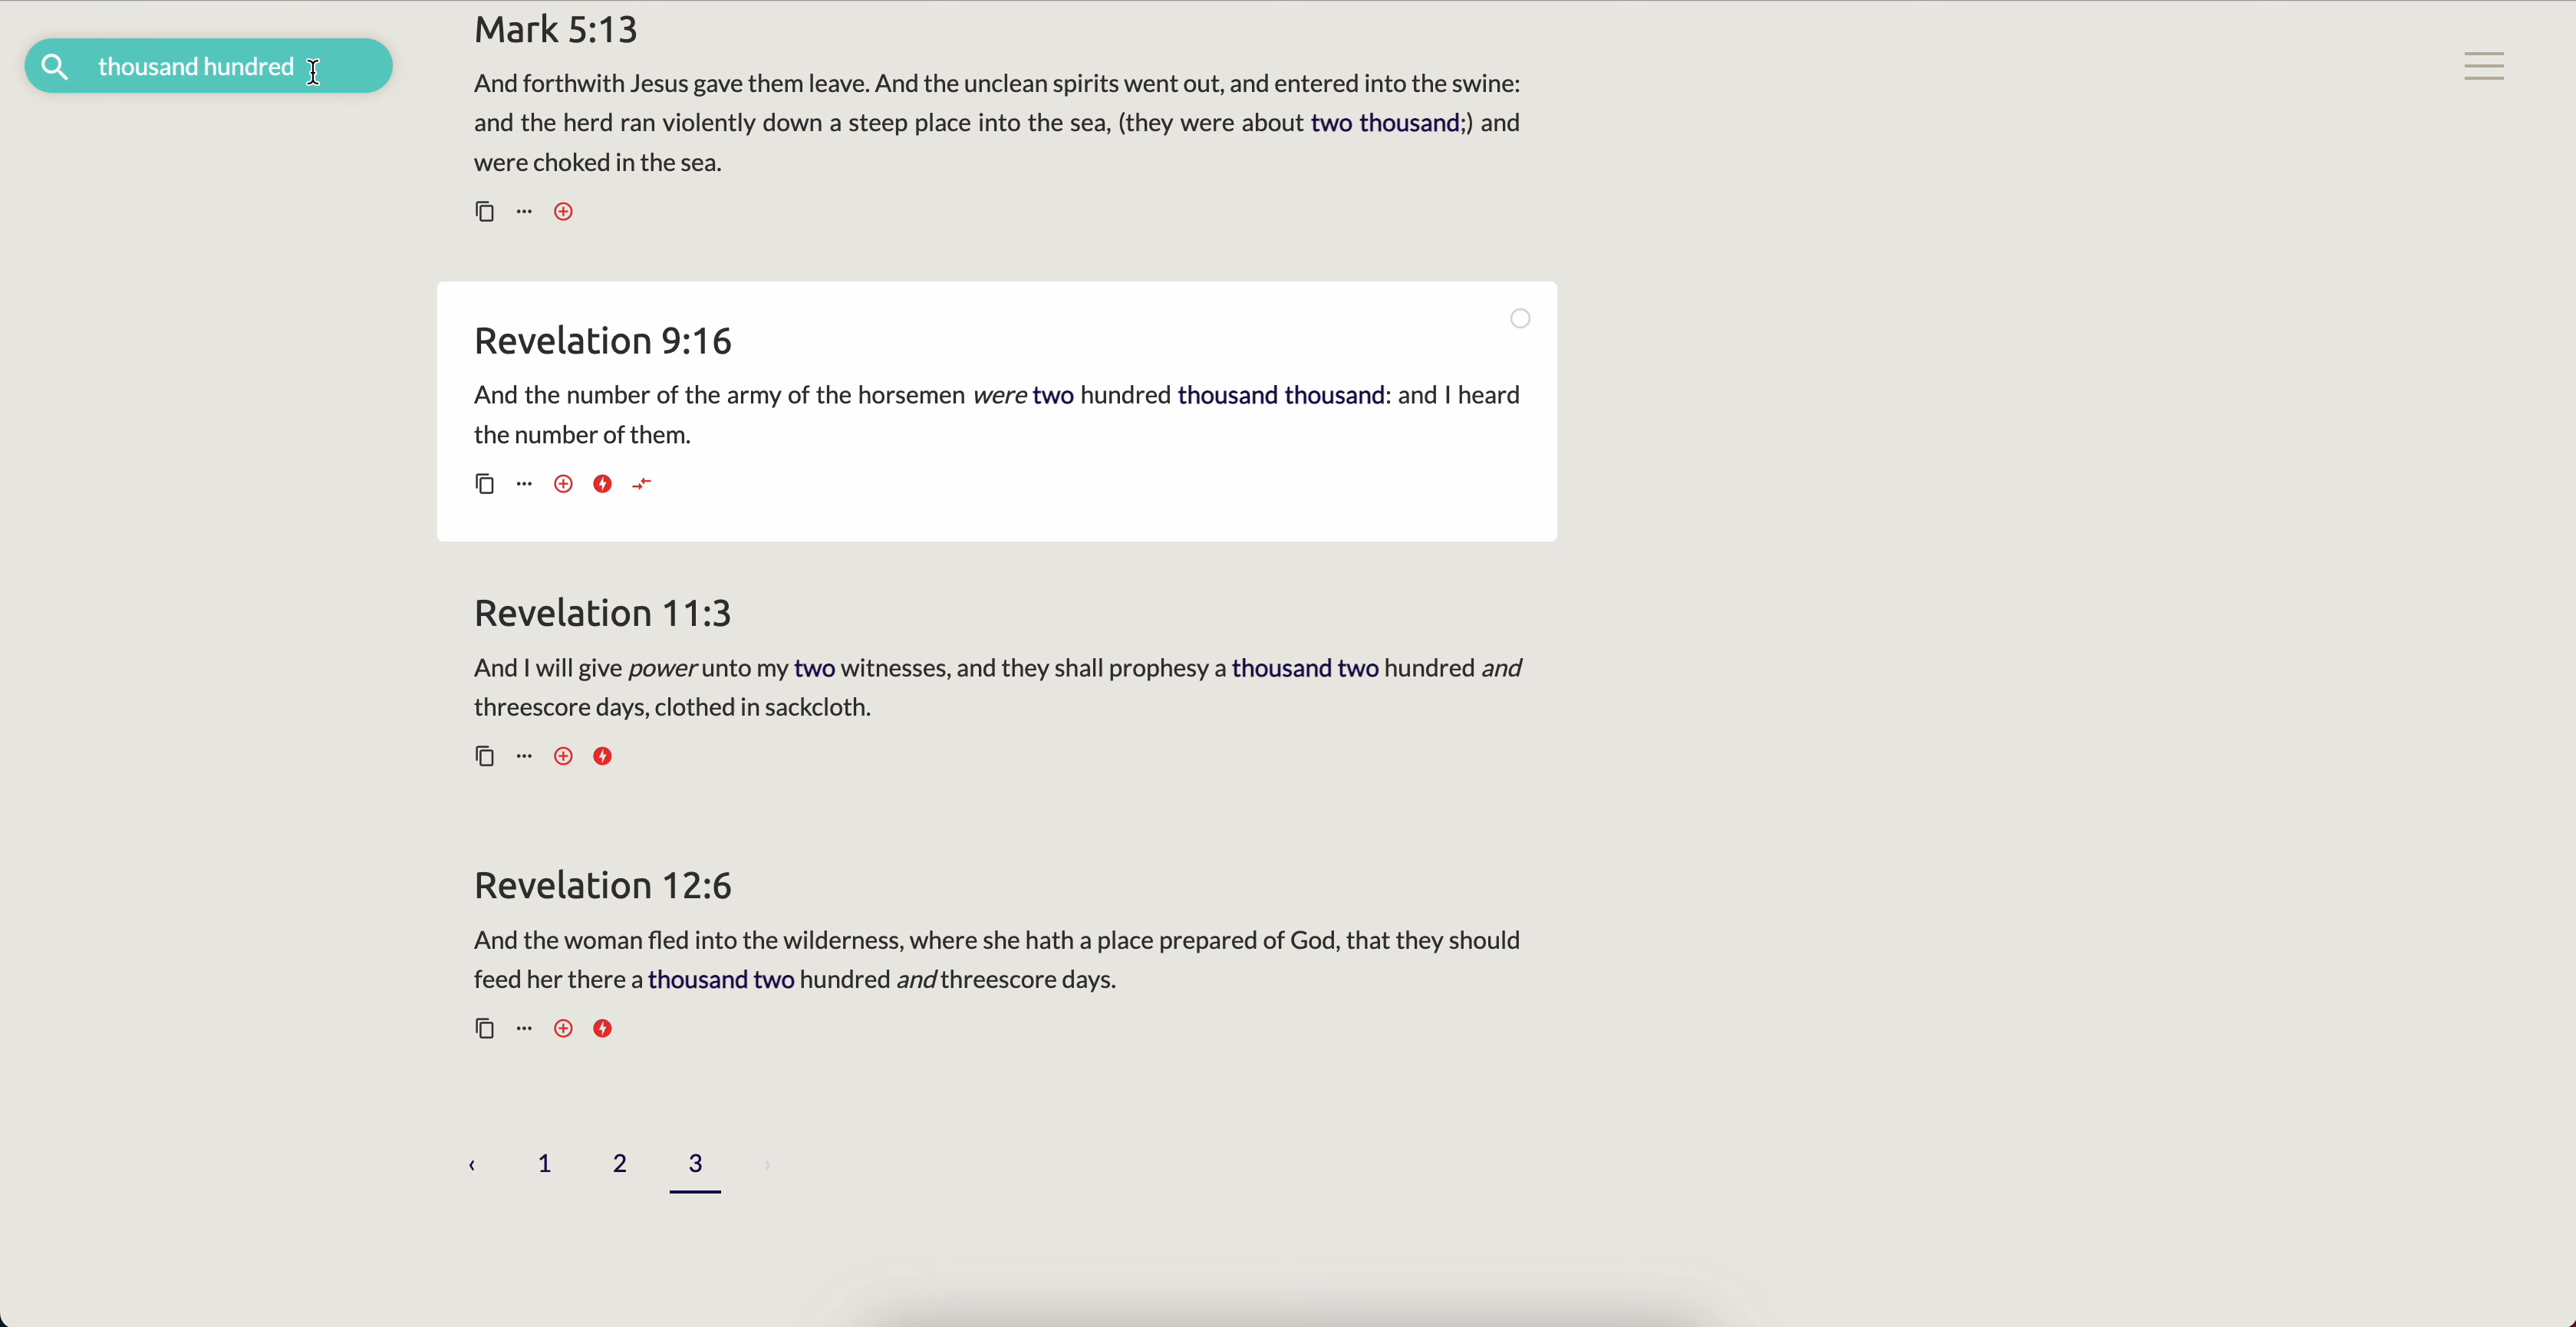 thousand hundred
Mark 5:13
And forthwith Jesus gave them leave. And the unclean spirits went out, and entered into the swine:
and the herd ran violently down a steep place into the sea, (they were about two thousand;) and
were choked in the sea.
Revelation 9:16
And the number of the army of the horsemen were two hundred thousand thousand: and I heard
the number of them.
Revelation 11:3
And I will give power unto my two witnesses, and they shall prophesy a thousand two hundred and
threescore days, clothed in sackcloth.
Revelation 12:6
And the woman fled into the wilderness, where she hath a place prepared of God, that they should
feed her there a thousand two hundred and threescore days.
‹ 1 2 3 ›